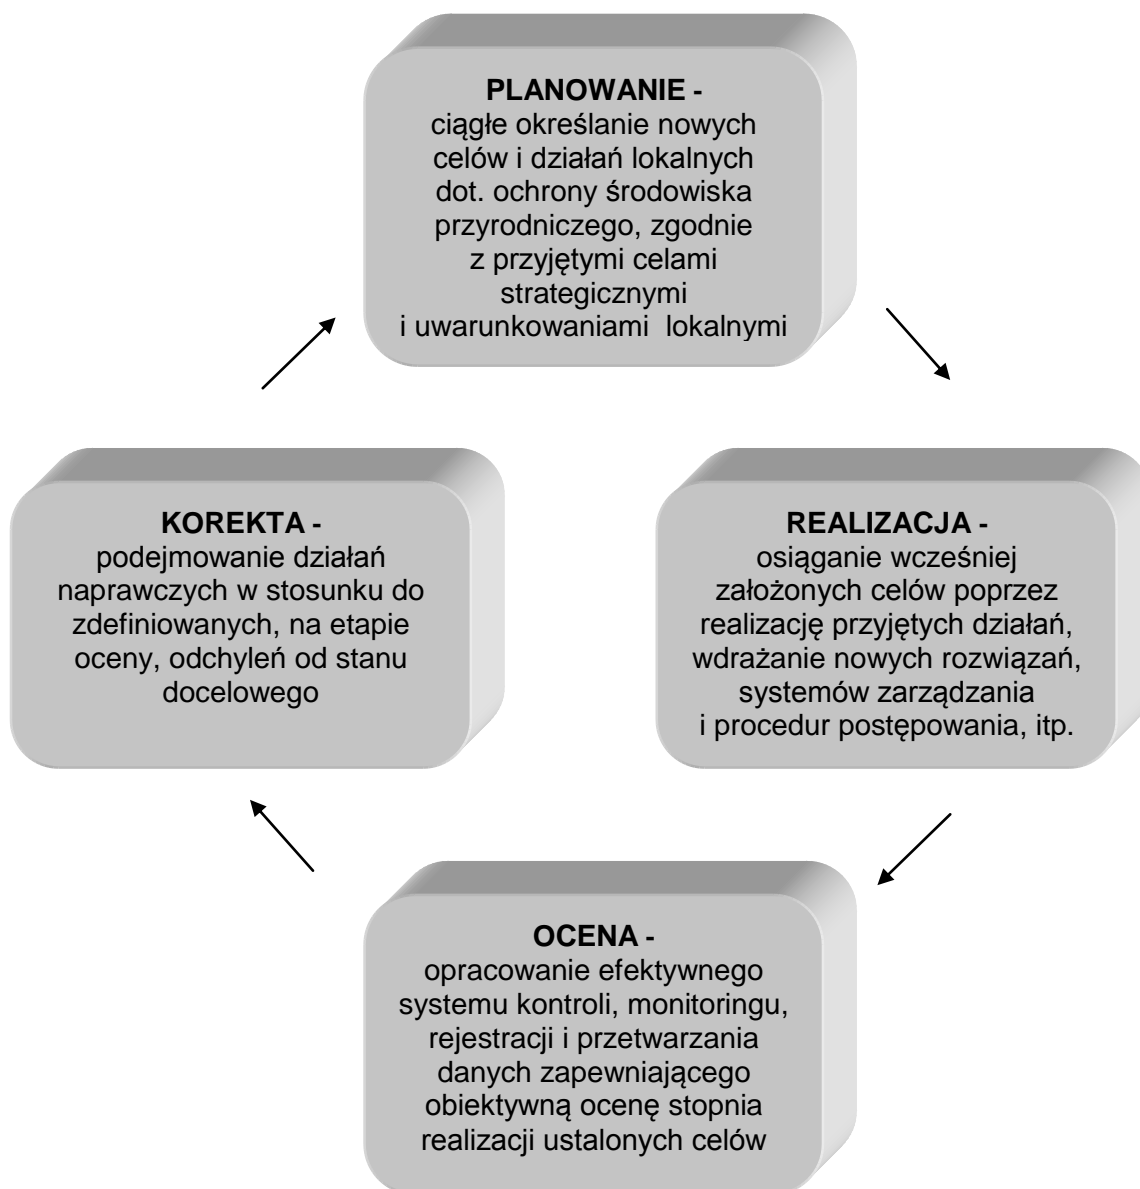 PLANOWANIE -
ciągłe określanie nowych
celów i działań lokalnych
dot. ochrony środowiska
przyrodniczego, zgodnie
z przyjętymi celami
strategicznymi
i uwarunkowaniami  lokalnymi
KOREKTA -
podejmowanie działań
naprawczych w stosunku do
zdefiniowanych, na etapie
oceny, odchyleń od stanu
docelowego
REALIZACJA -
osiąganie wcześniej
założonych celów poprzez
realizację przyjętych działań,
wdrażanie nowych rozwiązań,
systemów zarządzania
i procedur postępowania, itp.
OCENA -
opracowanie efektywnego
systemu kontroli, monitoringu,
rejestracji i przetwarzania
danych zapewniającego
obiektywną ocenę stopnia
realizacji ustalonych celów